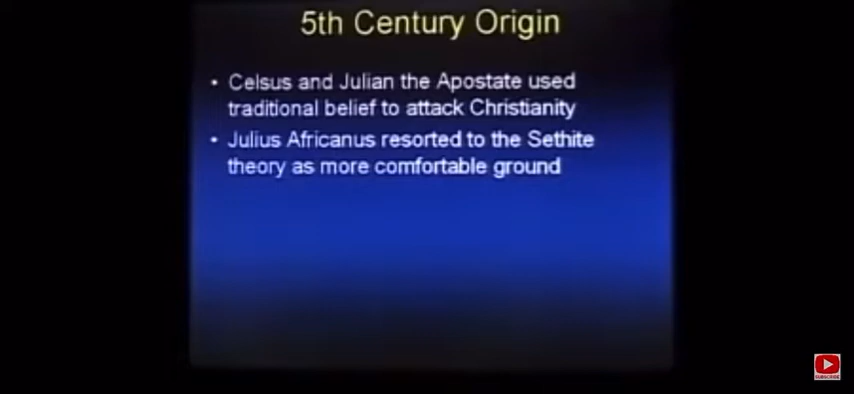 5th Century Origin
• Celsus and Julian the Apostate used
traditional belief to attack Christianity
• Julius Africanus resorted to the Sethite
theory as more comfortable ground
SUBSCRIBE